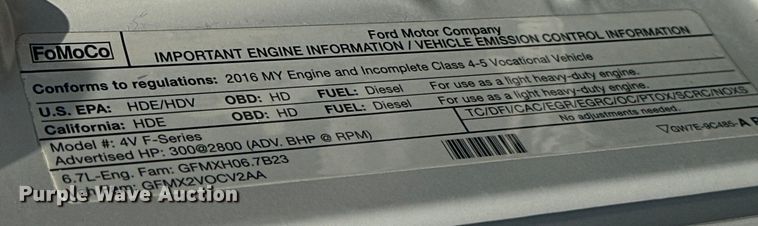 FoMoCo
Ford Motor Company
IMPORTANT ENGINE INFORMATION / VEHICLE EMISSION CONTROL INFORMATION
Conforms to regulations: 2016 MY Engine and Incomplete Class 4-5 Vocational Vehicle
U.S. EPA: HDE/HDV OBD: HD FUEL: Diesel For use as a light heavy-duty engine.
California: HDE OBD: HD FUEL: Diesel For use as a light heavy-duty engine.
Model #: 4V F-Series TC/DFI/CAC/EGR/EGRC/OC/PTOX/SCRC/NOXS
Advertised HP: 300@2800 (ADV. BHP @ RPM) No adjustments needed.
6.7L-Eng. Fam: GFMXH06.7B23
Fam: GFMX2VOCV2AA
GW7E-9C485-A
Purple Wave Auction